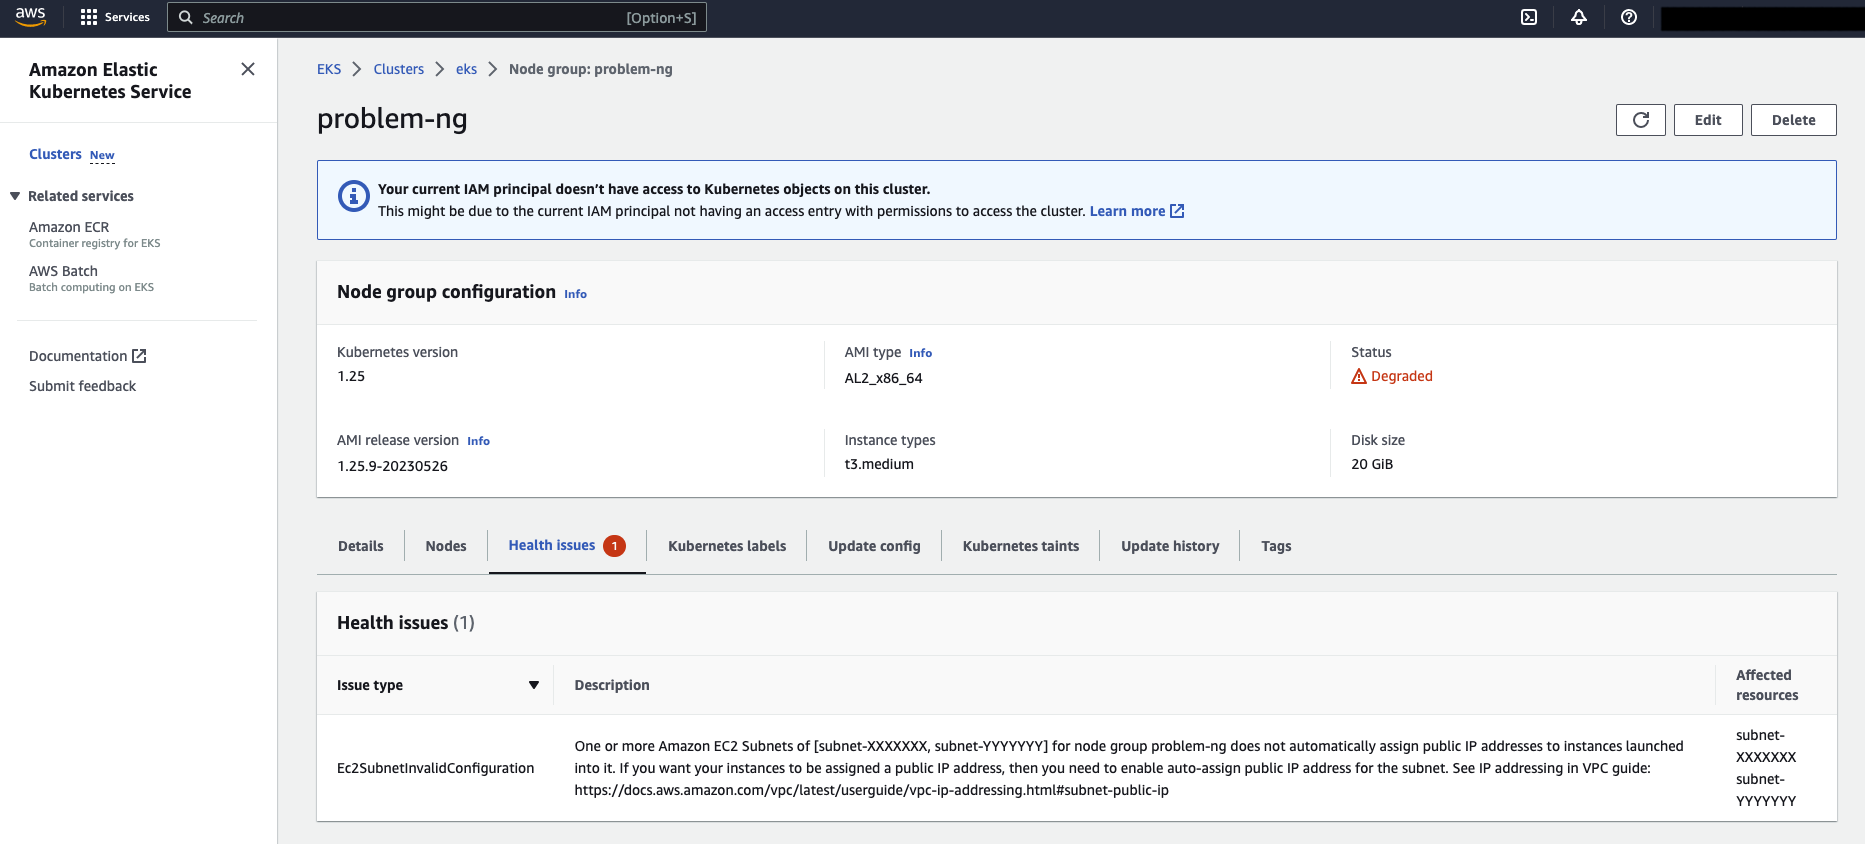 aws
Services
Search
[Option+S]
Amazon Elastic
Kubernetes Service
Clusters New
Related services
Amazon ECR
Container registry for EKS
AWS Batch
Batch computing on EKS
Documentation
Submit feedback
EKS > Clusters > eks > Node group: problem-ng
problem-ng
Edit
Delete
Your current IAM principal doesn’t have access to Kubernetes objects on this cluster.
This might be due to the current IAM principal not having an access entry with permissions to access the cluster. Learn more
Node group configuration Info
Kubernetes version
1.25
AMI type Info
AL2_x86_64
Status
Degraded
AMI release version Info
1.25.9-20230526
Instance types
t3.medium
Disk size
20 GiB
Details
Nodes
Health issues 1
Kubernetes labels
Update config
Kubernetes taints
Update history
Tags
Health issues (1)
Issue type
Description
Affected
resources
Ec2SubnetInvalidConfiguration
One or more Amazon EC2 Subnets of [subnet-XXXXXXX, subnet-YYYYYYY] for node group problem-ng does not automatically assign public IP addresses to instances launched
into it. If you want your instances to be assigned a public IP address, then you need to enable auto-assign public IP address for the subnet. See IP addressing in VPC guide:
https://docs.aws.amazon.com/vpc/latest/userguide/vpc-ip-addressing.html#subnet-public-ip
subnet-
XXXXXXX
subnet-
YYYYYYY